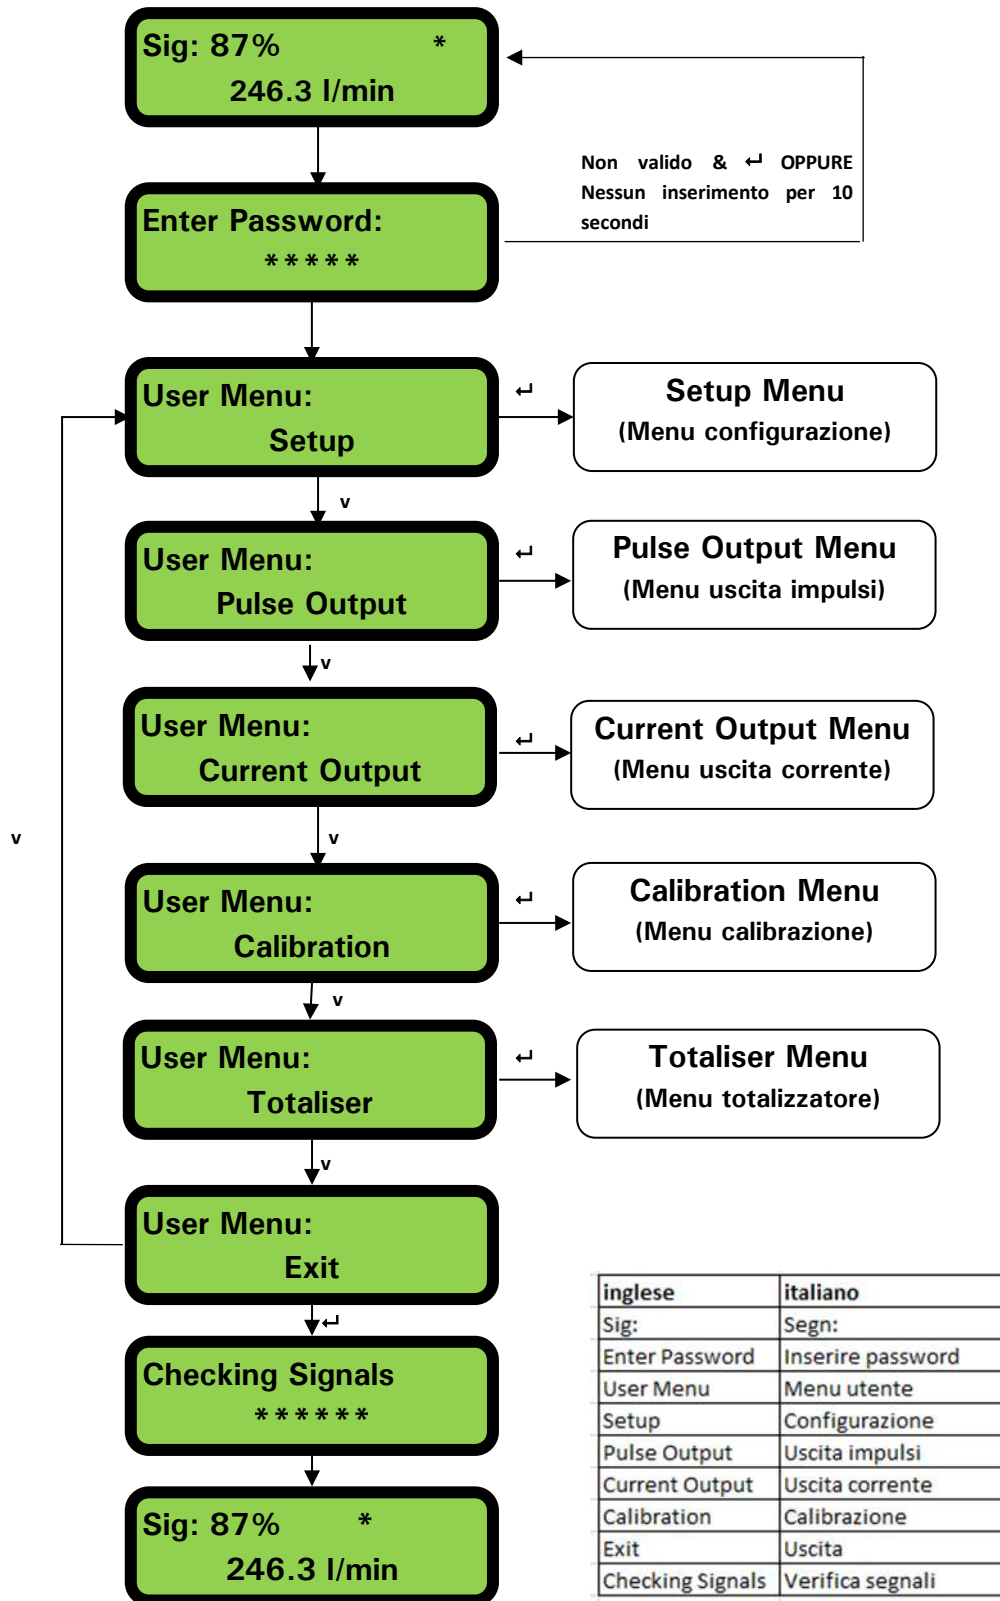 Sig: 87% *
246.3 l/min
Non valido & ↵ OPPURE
Nessun inserimento per 10
secondi
Enter Password:
*****
User Menu:
Setup
↵
Setup Menu
(Menu configurazione)
v
User Menu:
Pulse Output
↵
Pulse Output Menu
(Menu uscita impulsi)
v
User Menu:
Current Output
↵
Current Output Menu
(Menu uscita corrente)
v
v
User Menu:
Calibration
↵
Calibration Menu
(Menu calibrazione)
v
User Menu:
Totaliser
↵
Totaliser Menu
(Menu totalizzatore)
v
User Menu:
Exit
↵
Checking Signals
******
Sig: 87% *
246.3 l/min
inglese italiano
Sig: Segn:
Enter Password Inserire password
User Menu Menu utente
Setup Configurazione
Pulse Output Uscita impulsi
Current Output Uscita corrente
Calibration Calibrazione
Exit Uscita
Checking Signals Verifica segnali